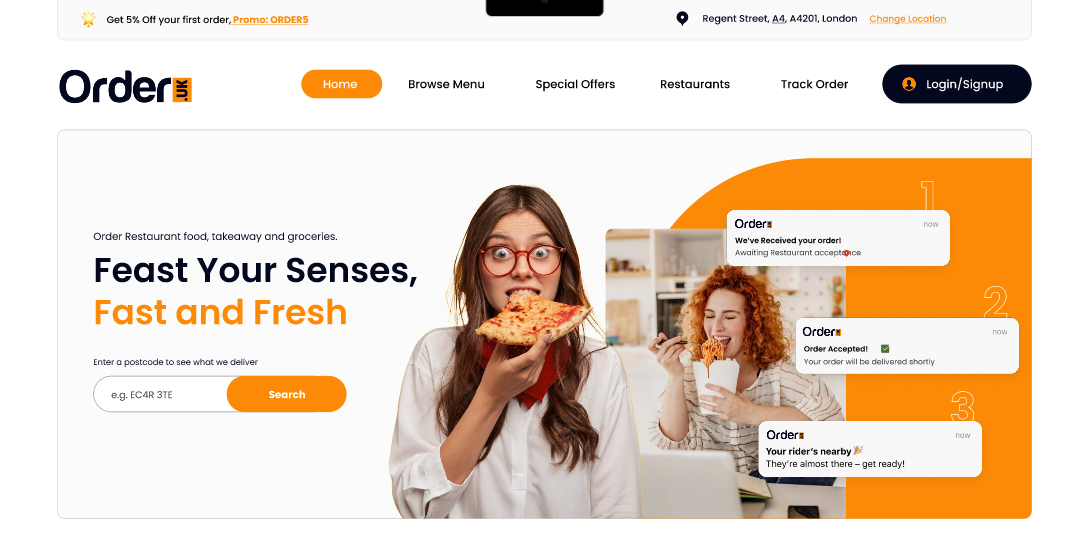 Get 5% Off your first order, Promo: ORDER5
Regent Street, A4, A4201, London
Change Location
Order.UK
Home
Browse Menu
Special Offers
Restaurants
Track Order
Login/Signup
Order Restaurant food, takeaway and groceries.
Feast Your Senses,
Fast and Fresh
Enter a postcode to see what we deliver
e.g. EC4R 3TE
Search
1
Order
now
We've Received your order!
Awaiting Restaurant acceptence
2
Order
now
Order Accepted! ✅
Your order will be delivered shortly
3
Order
now
Your rider's nearby 🎉
They're almost there – get ready!